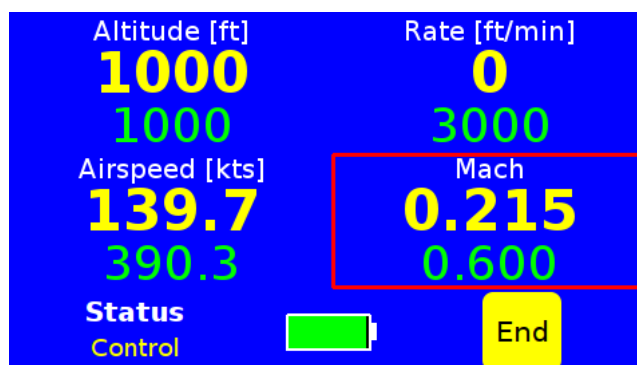 Altitude [ft]
1000
1000
Rate [ft/min]
0
3000
Airspeed [kts]
139.7
390.3
Mach
0.215
0.600
Status
Control
End